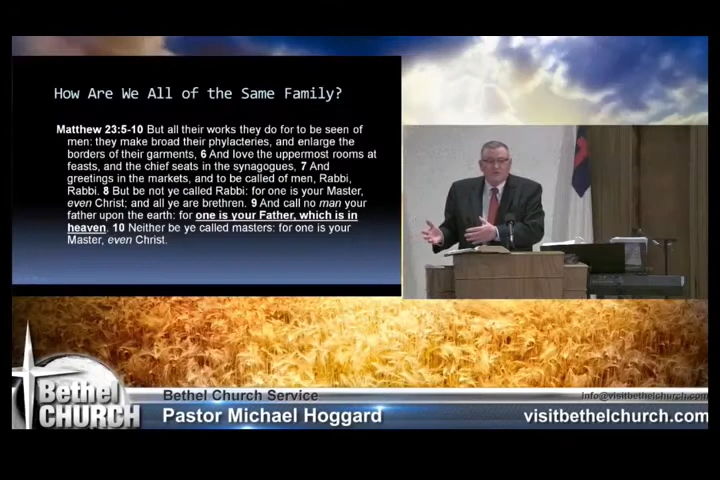 How Are We All of the Same Family?
Matthew 23:5-10 But all their works they do for to be seen of
men: they make broad their phylacteries, and enlarge the
borders of their garments, 6 And love the uppermost rooms at
feasts, and the chief seats in the synagogues, 7 And
greetings in the markets, and to be called of men, Rabbi,
Rabbi. 8 But be not ye called Rabbi: for one is your Master,
even Christ; and all ye are brethren. 9 And call no man your
father upon the earth: for one is your Father, which is in
heaven. 10 Neither be ye called masters: for one is your
Master, even Christ.
Bethel
CHURCH
Bethel Church Service
info@visitbethelchurch.com
Pastor Michael Hoggard
visitbethelchurch.com